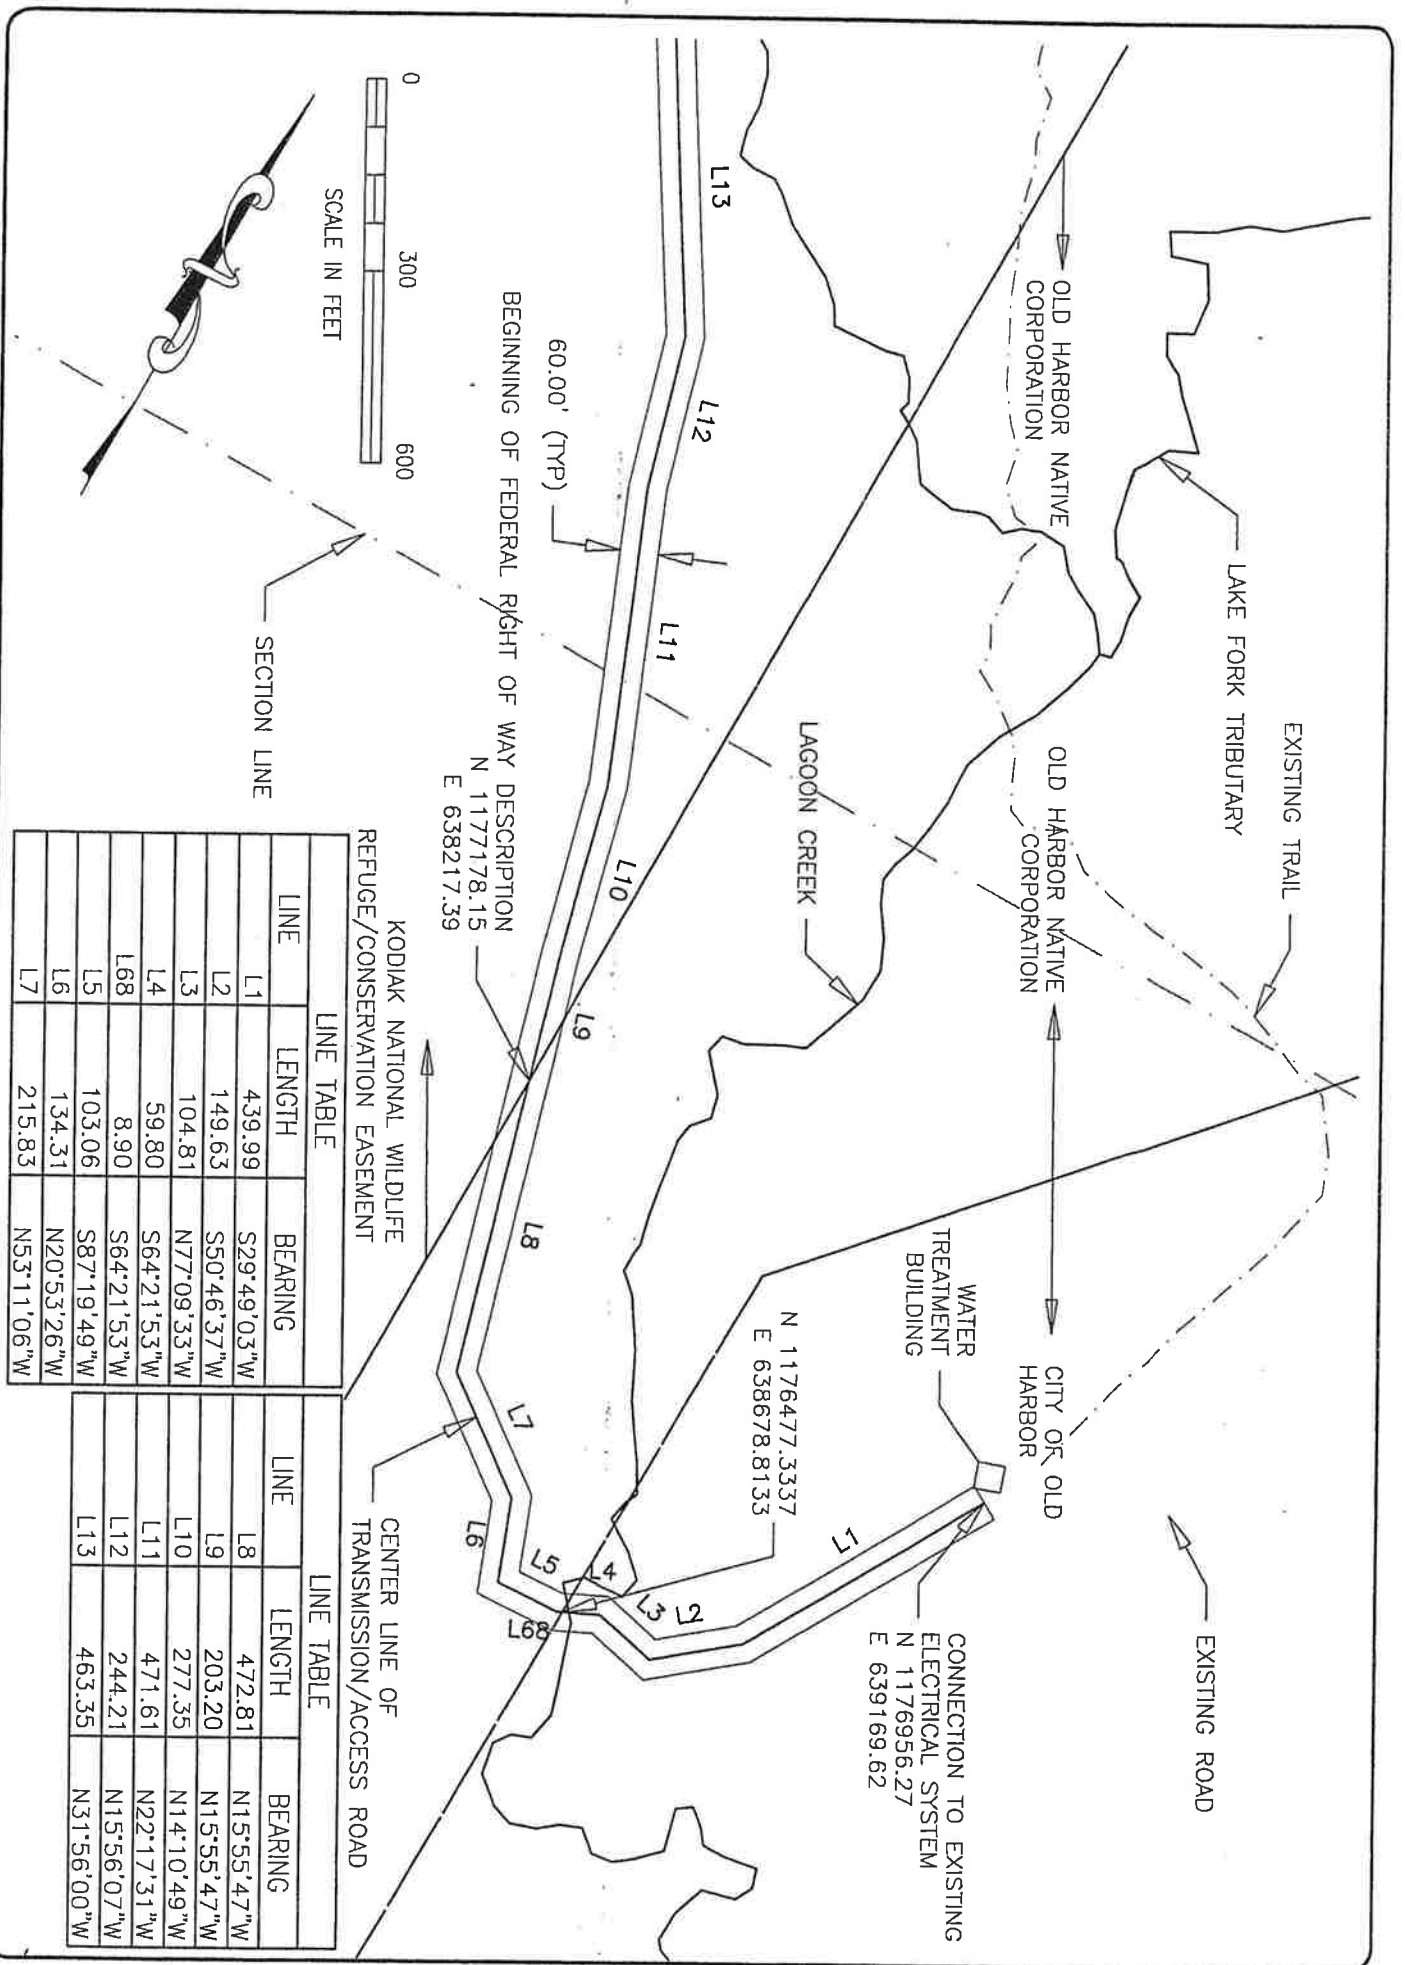 EXISTING TRAIL
EXISTING ROAD
LAKE FORK TRIBUTARY
OLD HARBOR NATIVE
CORPORATION
OLD HARBOR NATIVE
CORPORATION
CITY OF OLD
HARBOR
CONNECTION TO EXISTING
ELECTRICAL SYSTEM
N 1176956.27
E 639169.62
WATER
TREATMENT
BUILDING
LAGOON CREEK
N 1176477.3337
E 638678.8133
L13
L12
L11
L10
L9
L8
L7
L6
L5
L4
L68
L3
L2
L1
60.00' (TYP)
BEGINNING OF FEDERAL RIGHT OF WAY DESCRIPTION
N 1177178.15
E 638217.39
0
300
600
SCALE IN FEET
SECTION LINE
KODIAK NATIONAL WILDLIFE
REFUGE/CONSERVATION EASEMENT
CENTER LINE OF
TRANSMISSION/ACCESS ROAD
LINE TABLE
LINE LENGTH BEARING
L1 439.99 S29°49'03"W
L2 149.63 S50°46'37"W
L3 104.81 N77°09'33"W
L4 59.80 S64°21'53"W
L68 8.90 S64°21'53"W
L5 103.06 S87°19'49"W
L6 134.31 N20°53'26"W
L7 215.83 N53°11'06"W
LINE TABLE
LINE LENGTH BEARING
L8 472.81 N15°55'47"W
L9 203.20 N15°55'47"W
L10 277.35 N14°10'49"W
L11 471.61 N22°17'31"W
L12 244.21 N15°56'07"W
L13 463.35 N31°56'00"W